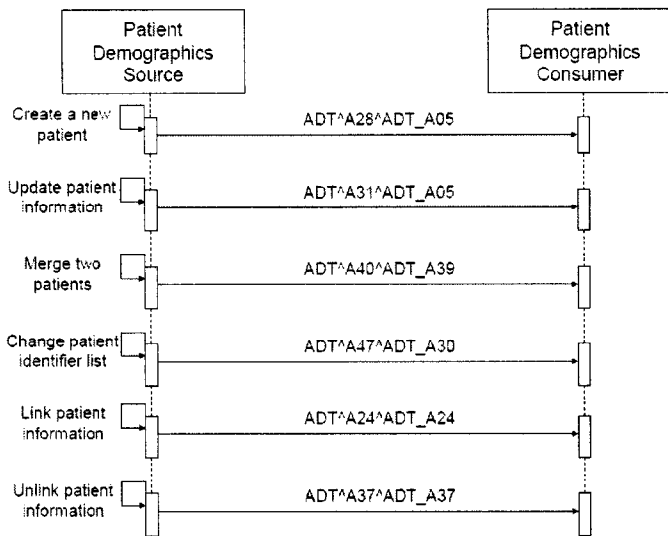 Patient
Demographics
Source
Patient
Demographics
Consumer
Create a new
patient
ADT^A28^ADT_A05
Update patient
information
ADT^A31^ADT_A05
Merge two
patients
ADT^A40^ADT_A39
Change patient
identifier list
ADT^A47^ADT_A30
Link patient
information
ADT^A24^ADT_A24
Unlink patient
information
ADT^A37^ADT_A37